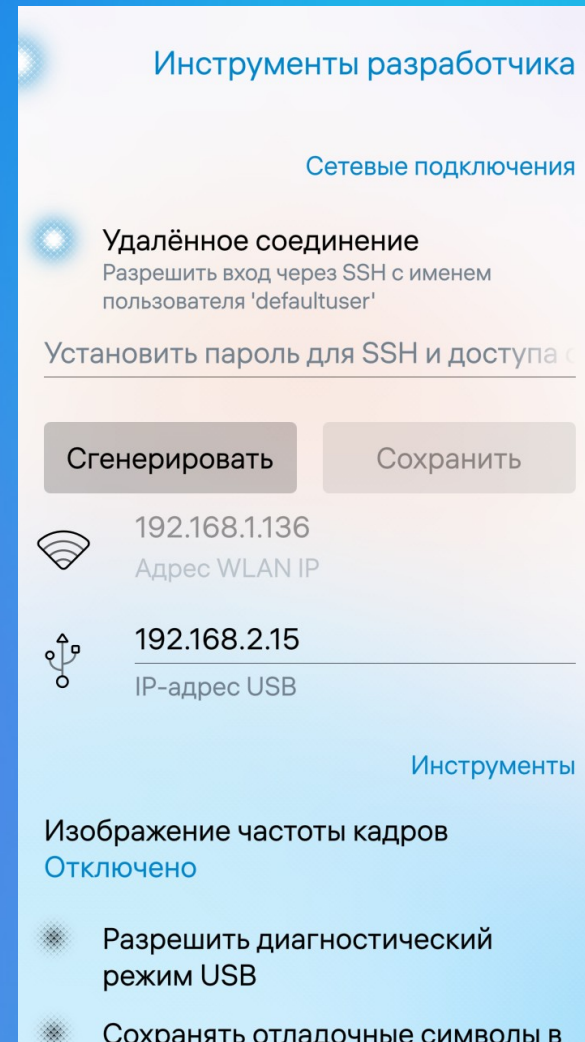 Инструменты разработчика
Сетевые подключения
Удалённое соединение
Разрешить вход через SSH с именем
пользователя 'defaultuser'
Установить пароль для SSH и доступа
Сгенерировать
Сохранить
192.168.1.136
Адрес WLAN IP
192.168.2.15
IP-адрес USB
Инструменты
Изображение частоты кадров
Отключено
Разрешить диагностический
режим USB
Сохранять отладочные символы в